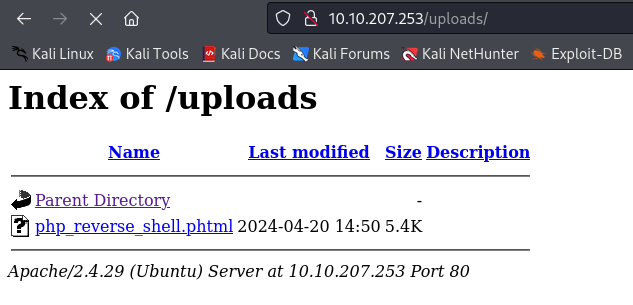 10.10.207.253/uploads/
Kali Linux Kali Tools Kali Docs Kali Forums Kali NetHunter Exploit-DB
Index of /uploads
Name Last modified Size Description
Parent Directory -
php_reverse_shell.phtml 2024-04-20 14:50 5.4K
Apache/2.4.29 (Ubuntu) Server at 10.10.207.253 Port 80